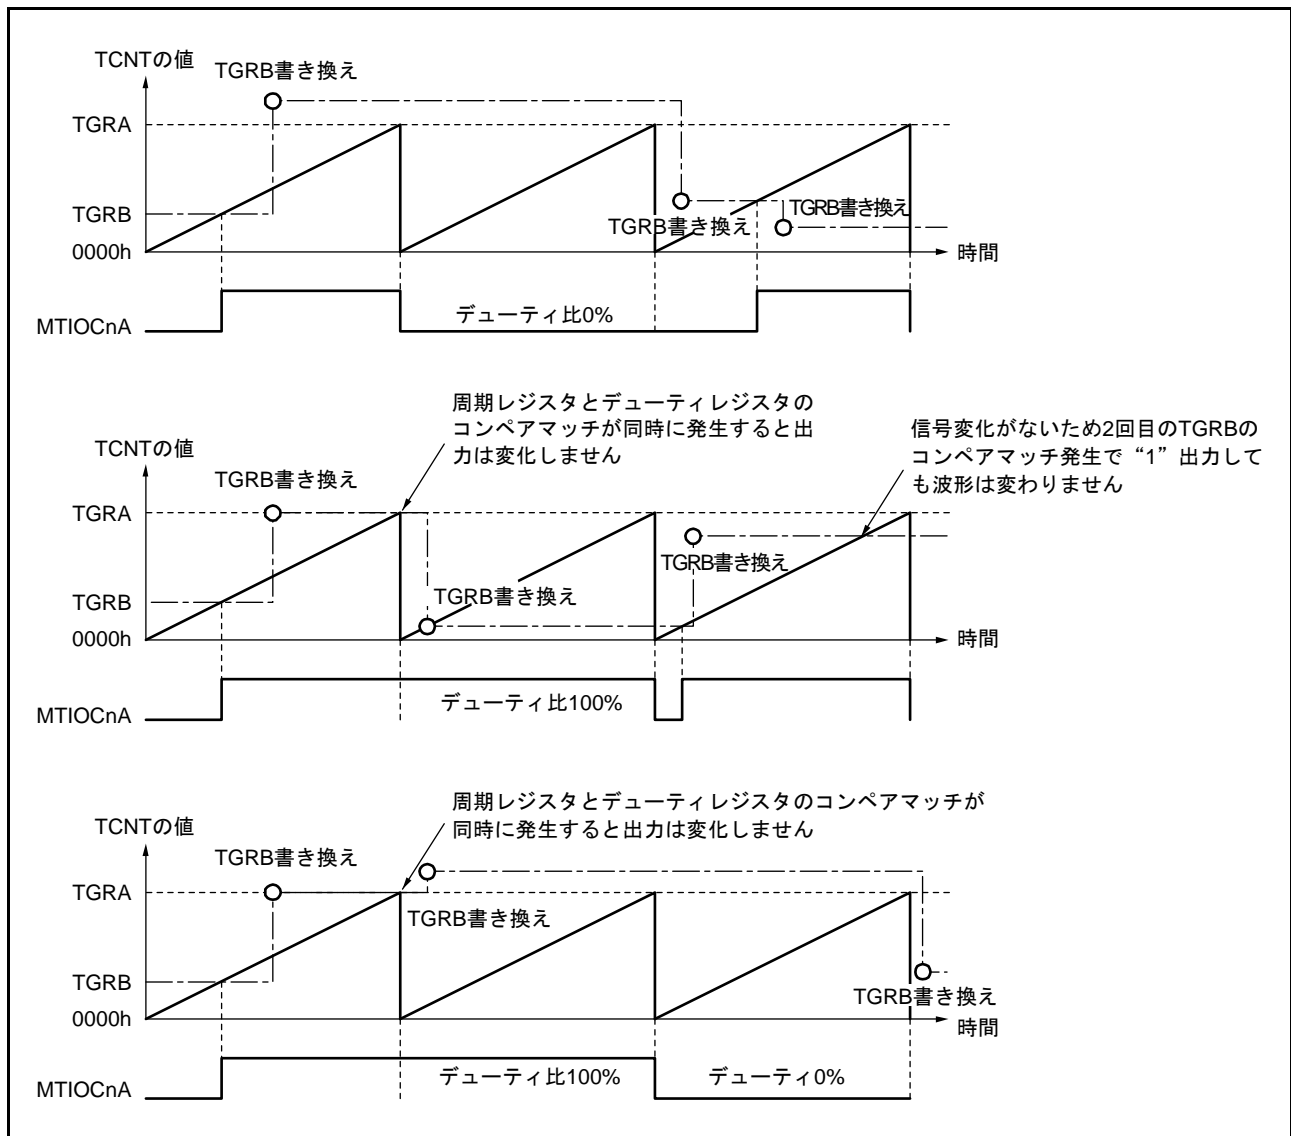 TCNTの値
TGRB書き換え
TGRA
TGRB
TGRB書き換え
TGRB書き換え
0000h
時間
MTIOCnA
デューティ比0%
周期レジスタとデューティレジスタの
コンペアマッチが同時に発生すると出
力は変化しません
信号変化がないため2回目のTGRBの
コンペアマッチ発生で“1”出力して
も波形は変わりません
TCNTの値
TGRB書き換え
TGRA
TGRB書き換え
TGRB
TGRB書き換え
0000h
時間
MTIOCnA
デューティ比100%
周期レジスタとデューティレジスタのコンペアマッチが
同時に発生すると出力は変化しません
TCNTの値
TGRB書き換え
TGRA
TGRB書き換え
TGRB
TGRB書き換え
0000h
時間
MTIOCnA
デューティ比100%
デューティ0%